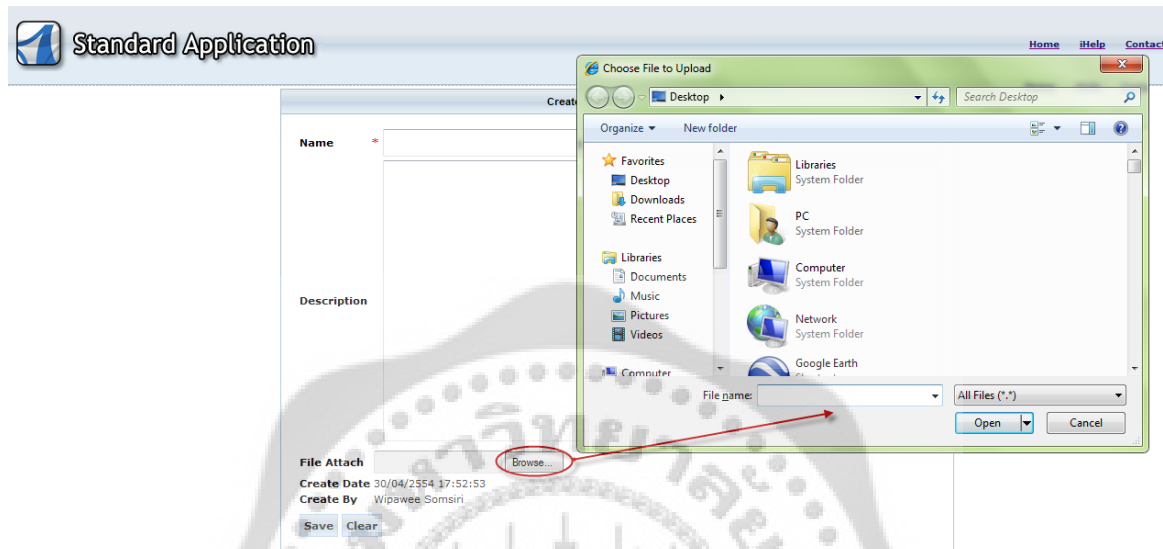 Standard Application
Home iHelp Contact
Choose File to Upload
Desktop
Search Desktop
Organize New folder
Favorites
Desktop
Downloads
Recent Places
Libraries
Documents
Music
Pictures
Videos
Computer
Libraries
System Folder
PC
System Folder
Computer
System Folder
Network
System Folder
Google Earth
File name:
All Files (*.*)
Open Cancel
Name *
Description
File Attach Browse...
Create Date 30/04/2554 17:52:53
Create By Wipawee Somsiri
Save Clear